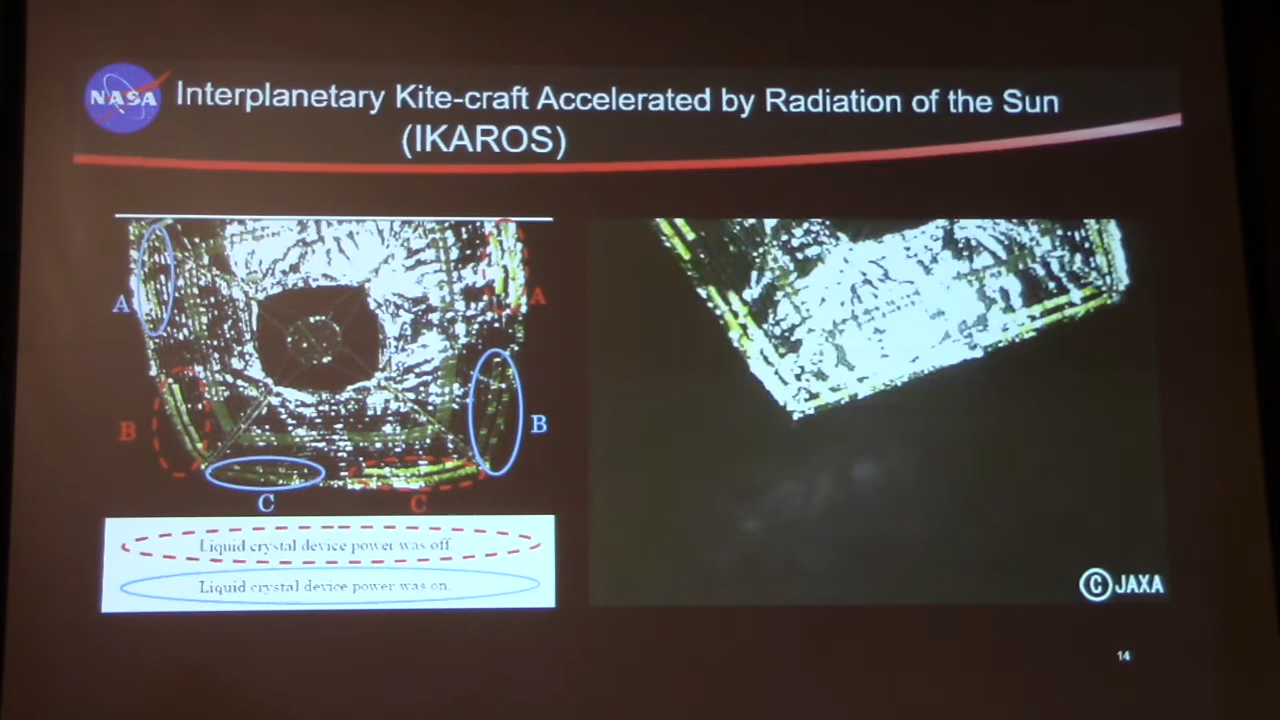 NASA
Interplanetary Kite-craft Accelerated by Radiation of the Sun
(IKAROS)
A
A
B
B
C
C
Liquid crystal device power was off.
Liquid crystal device power was on.
© JAXA
14